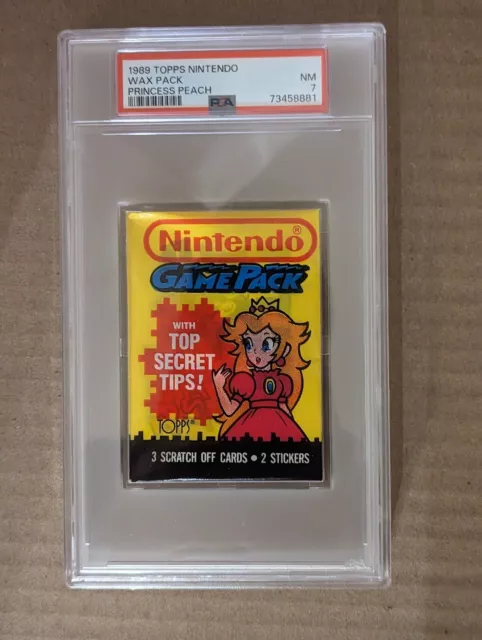 1989 TOPPS NINTENDO
WAX PACK
PRINCESS PEACH
NM
7
PSA
73458881
Nintendo®
GAME PACK
WITH
TOP
SECRET
TIPS!
TOPPS®
3 SCRATCH OFF CARDS • 2 STICKERS